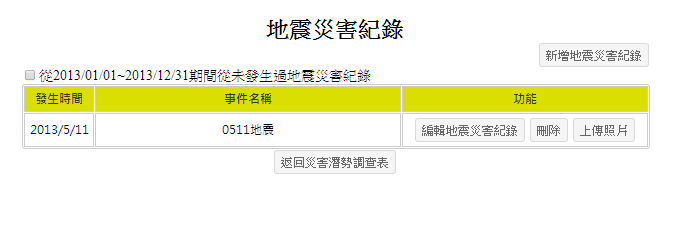 地震災害紀錄
新增地震災害紀錄
從2013/01/01~2013/12/31期間從未發生過地震災害紀錄
發生時間 事件名稱 功能
2013/5/11 0511地震 編輯地震災害紀錄 刪除 上傳照片
返回災害潛勢調查表